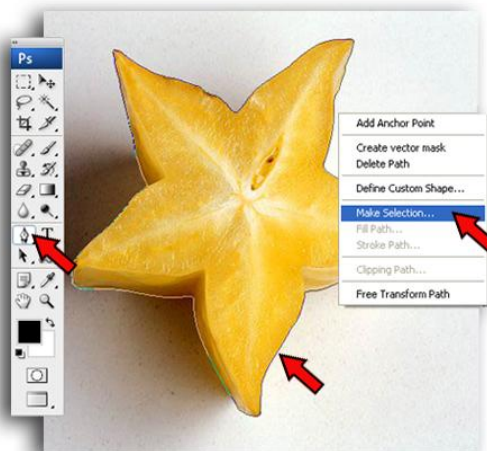 Ps
T
Add Anchor Point
Create vector mask
Delete Path
Define Custom Shape...
Make Selection...
Fill Path...
Stroke Path...
Clipping Path...
Free Transform Path